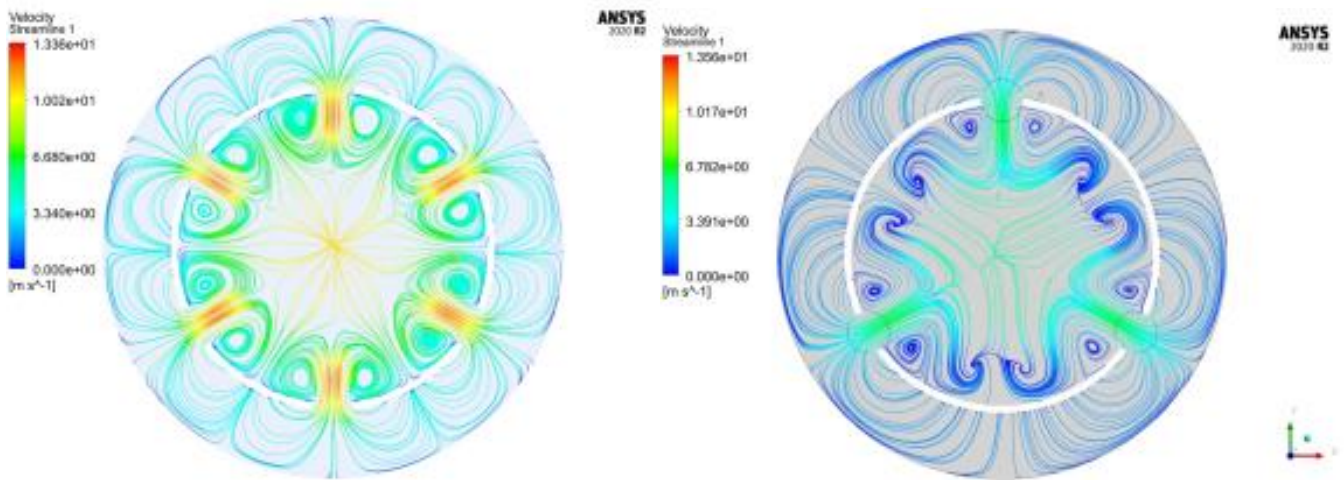 Velocity
Streamline 1
1.336e+01
1.002e+01
6.680e+00
3.340e+00
0.000e+00
[m s^-1]
ANSYS
2020 R2
Velocity
Streamline 1
1.356e+01
1.017e+01
6.782e+00
3.391e+00
0.000e+00
[m s^-1]
ANSYS
2020 R2